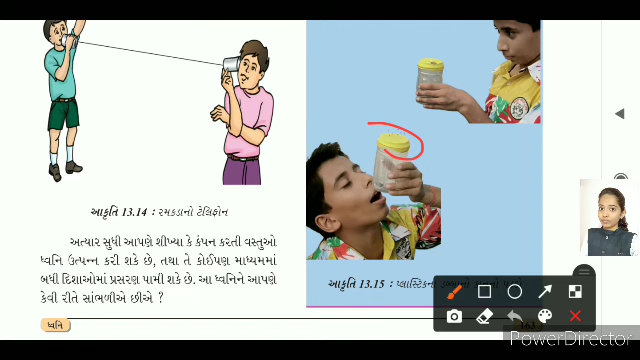 આકૃતિ 13.14 : રમકડાનો ટેલિફોન
અત્યાર સુધી આપણે શીખ્યા કે કંપન કરતી વસ્તુઓ
ધ્વનિ ઉત્પન્ન કરી શકે છે, તથા તે કોઈપણ માધ્યમમાં
બધી દિશાઓમાં પ્રસરણ પામી શકે છે. આ ધ્વનિને આપણે
કેવી રીતે સાંભળીએ છીએ ?
આકૃતિ 13.15 : પ્લાસ્ટિકના
ધ્વનિ
163
PowerDirector